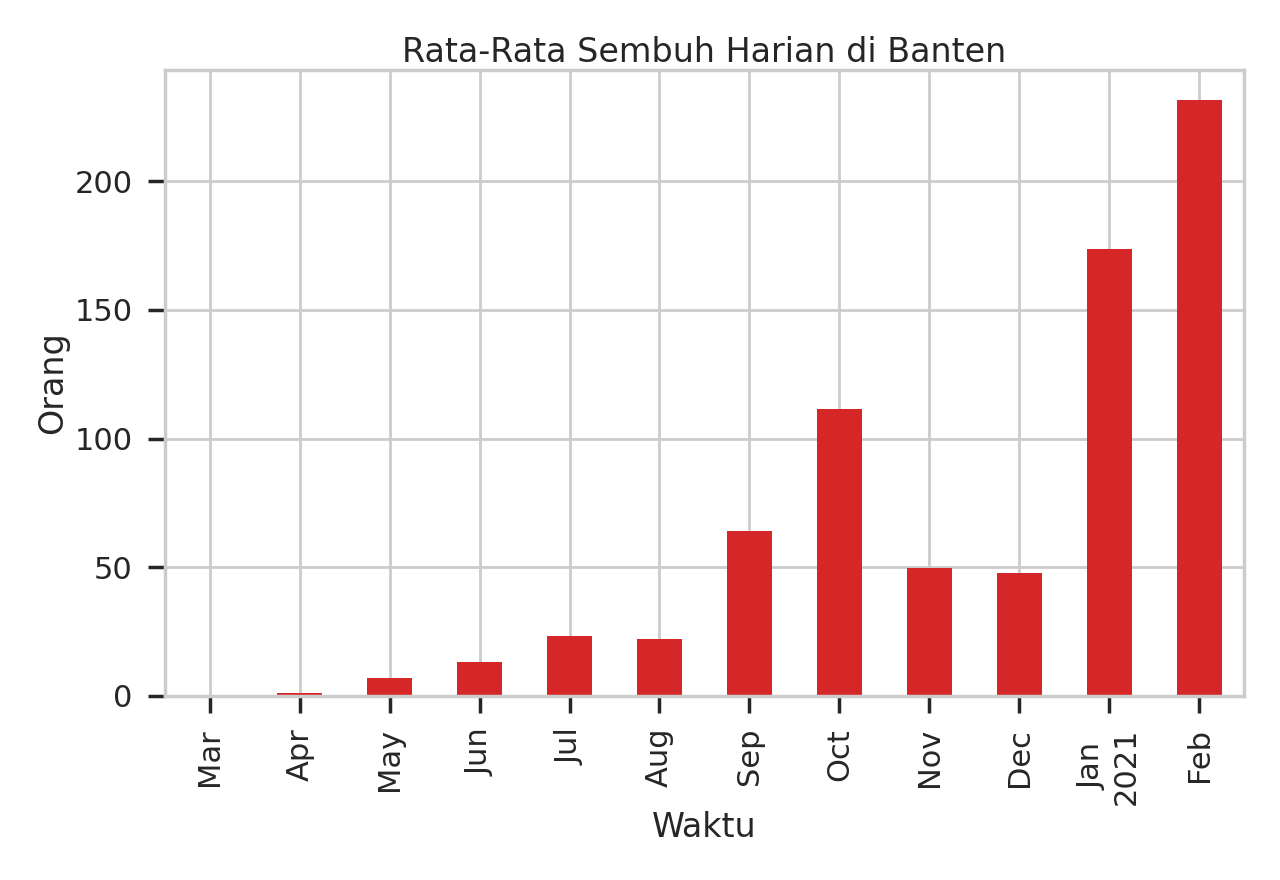 Rata-Rata Sembuh Harian di Banten
Orang
200
150
100
50
0
Mar
Apr
May
Jun
Jul
Aug
Sep
Oct
Nov
Dec
Jan
2021
Feb
Waktu